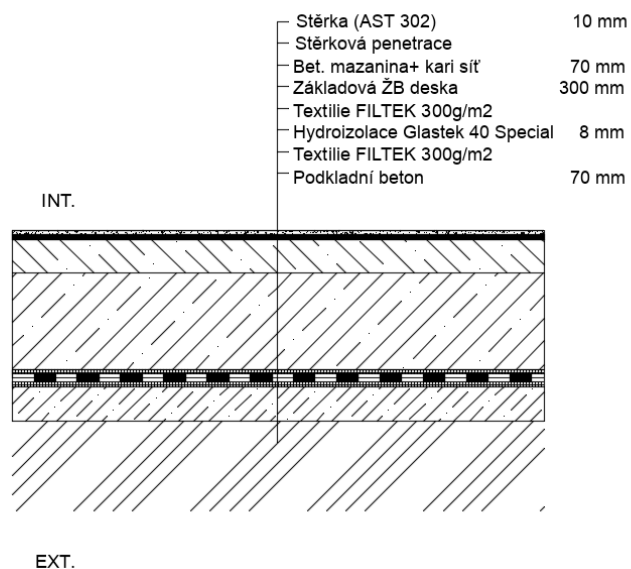 Stěrka (AST 302) 10 mm
Stěrková penetrace
Bet. mazanina+ kari síť 70 mm
Základová ŽB deska 300 mm
Textilie FILTEK 300g/m2
Hydroizolace Glastek 40 Special 8 mm
Textilie FILTEK 300g/m2
Podkladní beton 70 mm
INT.
EXT.